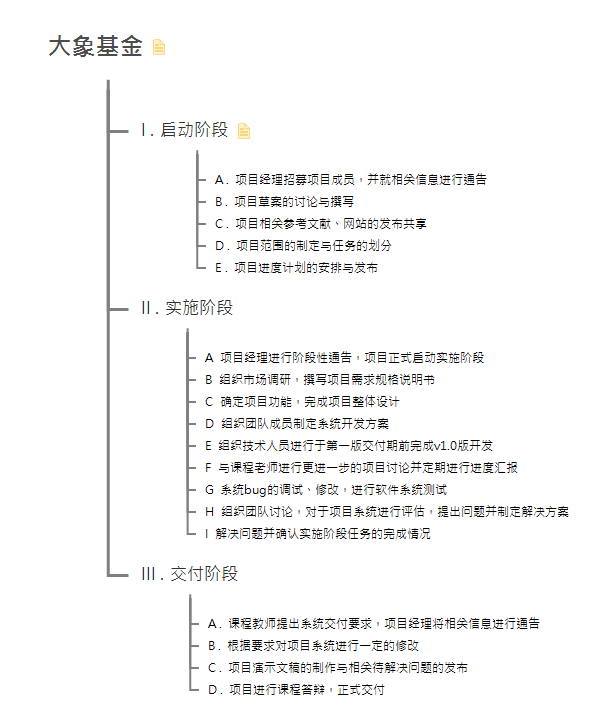 大象基金
I. 启动阶段
A. 项目经理招募项目成员，并就相关信息进行通告
B. 项目草案的讨论与撰写
C. 项目相关参考文献、网站的发布共享
D. 项目范围的制定与任务的划分
E. 项目进度计划的安排与发布
II. 实施阶段
A 项目经理进行阶段性通告，项目正式启动实施阶段
B 组织市场调研，撰写项目需求规格说明书
C 确定项目功能，完成项目整体设计
D 组织团队成员制定系统开发方案
E 组织技术人员进行于第一版交付期前完成v1.0版开发
F 与课程老师进行更进一步的项目讨论并定期进行进度汇报
G 系统bug的调试、修改，进行软件系统测试
H 组织团队讨论，对于项目系统进行评估，提出问题并制定解决方案
I 解决问题并确认实施阶段任务的完成情况
III. 交付阶段
A. 课程教师提出系统交付要求，项目经理将相关信息进行通告
B. 根据要求对项目系统进行一定的修改
C. 项目演示文稿的制作与相关待解决问题的发布
D. 项目进行课程答辩，正式交付